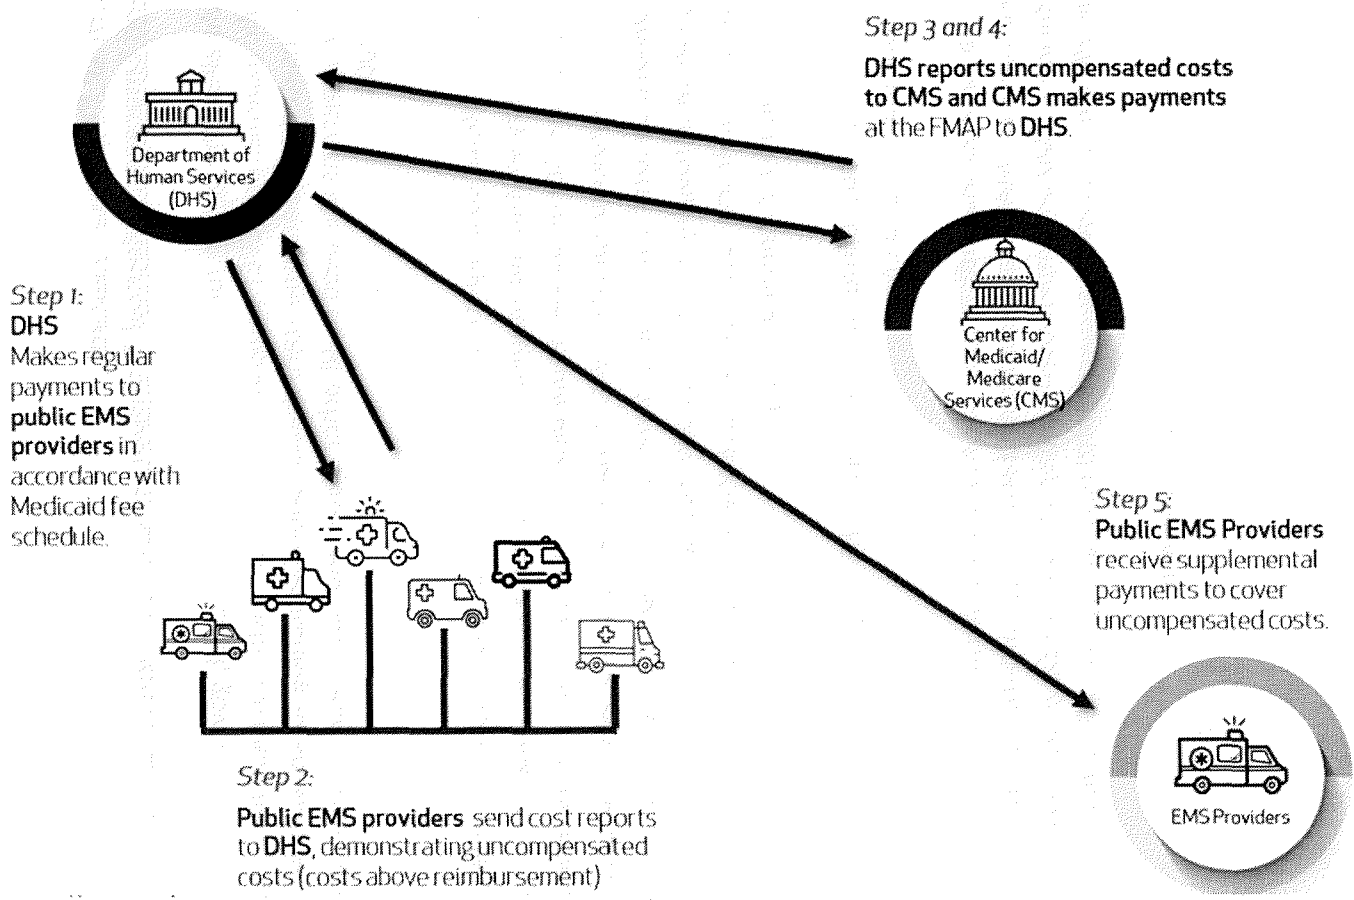 Step 3 and 4:
DHS reports uncompensated costs
to CMS and CMS makes payments
at the FMAP to DHS.
Department of
Human Services
(DHS)
Center for
Medicaid/
Medicare
Services (CMS)
Step 1:
DHS
Makes regular
payments to
public EMS
providers in
accordance with
Medicaid fee
schedule.
Step 5:
Public EMS Providers
receive supplemental
payments to cover
uncompensated costs.
EMS Providers
Step 2:
Public EMS providers send cost reports
to DHS, demonstrating uncompensated
costs (costs above reimbursement)